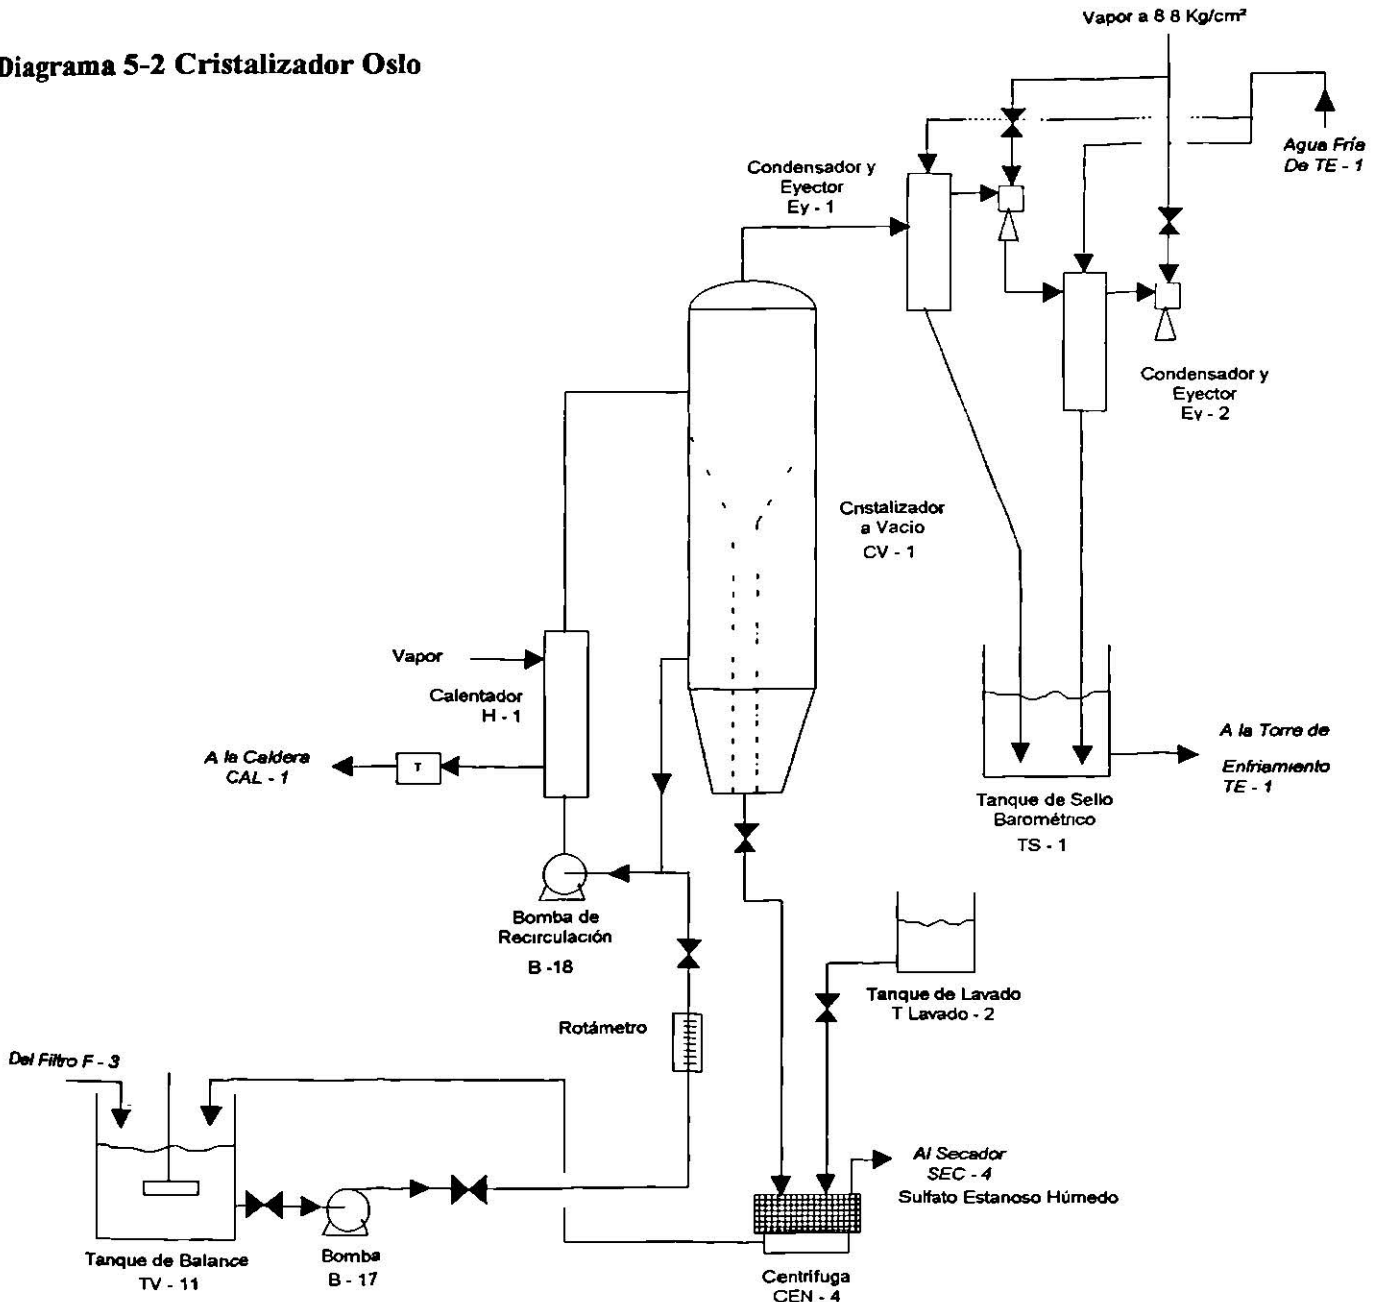 Vapor a 8 8 Kg/cm²
Diagrama 5-2 Cristalizador Oslo
Agua Fría
De TE - 1
Condensador y
Eyector
Ey - 1
Condensador y
Eyector
Ey - 2
Cristalizador
a Vacio
CV - 1
Vapor
Calentador
H - 1
A la Caldera
CAL - 1
T
A la Torre de
Enfriamiento
TE - 1
Tanque de Sello
Barométrico
TS - 1
Bomba de
Recirculación
B -18
Tanque de Lavado
T Lavado - 2
Rotámetro
Del Filtro F - 3
Al Secador
SEC - 4
Sulfato Estanoso Húmedo
Tanque de Balance
TV - 11
Bomba
B - 17
Centrífuga
CEN - 4